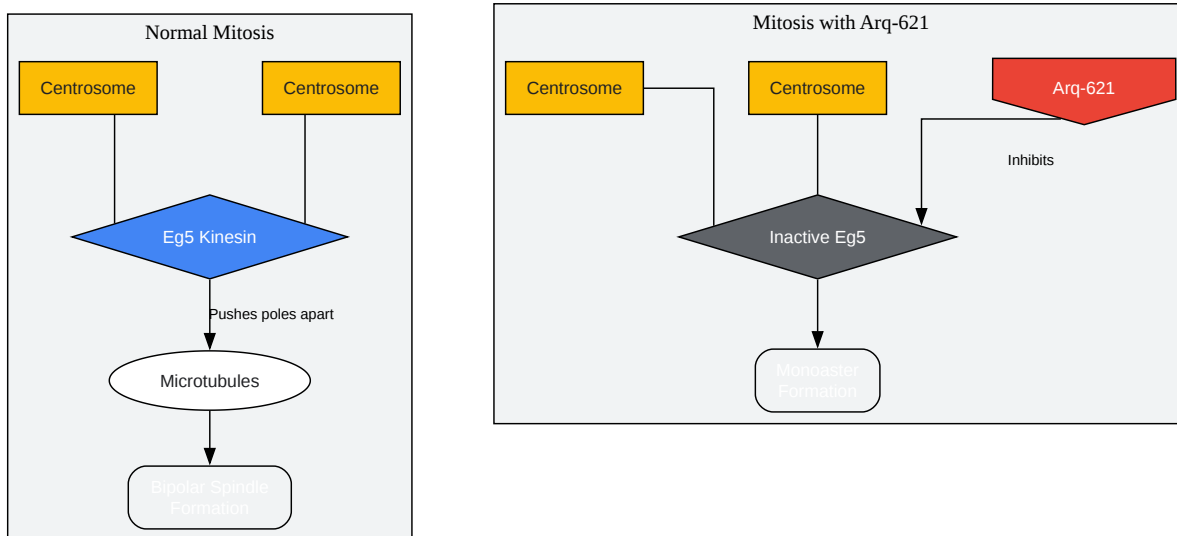 Normal Mitosis
Centrosome
Centrosome
Eg5 Kinesin
Pushes poles apart
Microtubules
Bipolar Spindle
Formation
Mitosis with Arq-621
Centrosome
Centrosome
Arq-621
Inhibits
Inactive Eg5
Monoaster
Formation